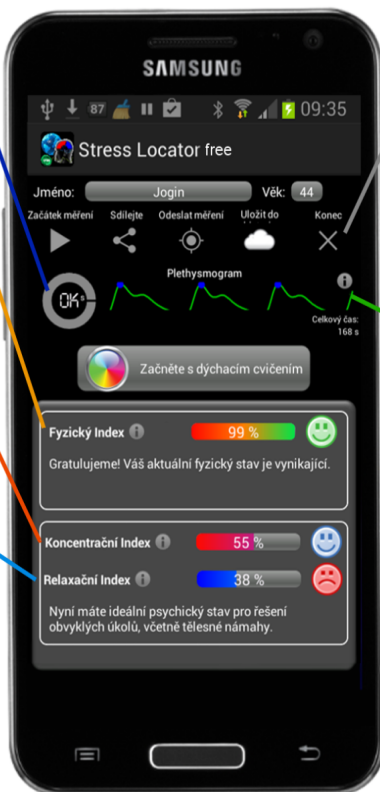 SAMSUNG
87
09:35
Stress Locator free
Jméno: Jogin Věk: 44
Začátek měření Sdílejte Odeslat měření Uložit do Konec
Plethysmogram
OK s
Celkový čas:
168 s
Začněte s dýchacím cvičením
Fyzický Index 99 %
Gratulujeme! Váš aktuální fyzický stav je vynikající.
Koncentrační Index 55 %
Relaxační Index 38 %
Nyní máte ideální psychický stav pro řešení
obvyklých úkolů, včetně tělesné námahy.